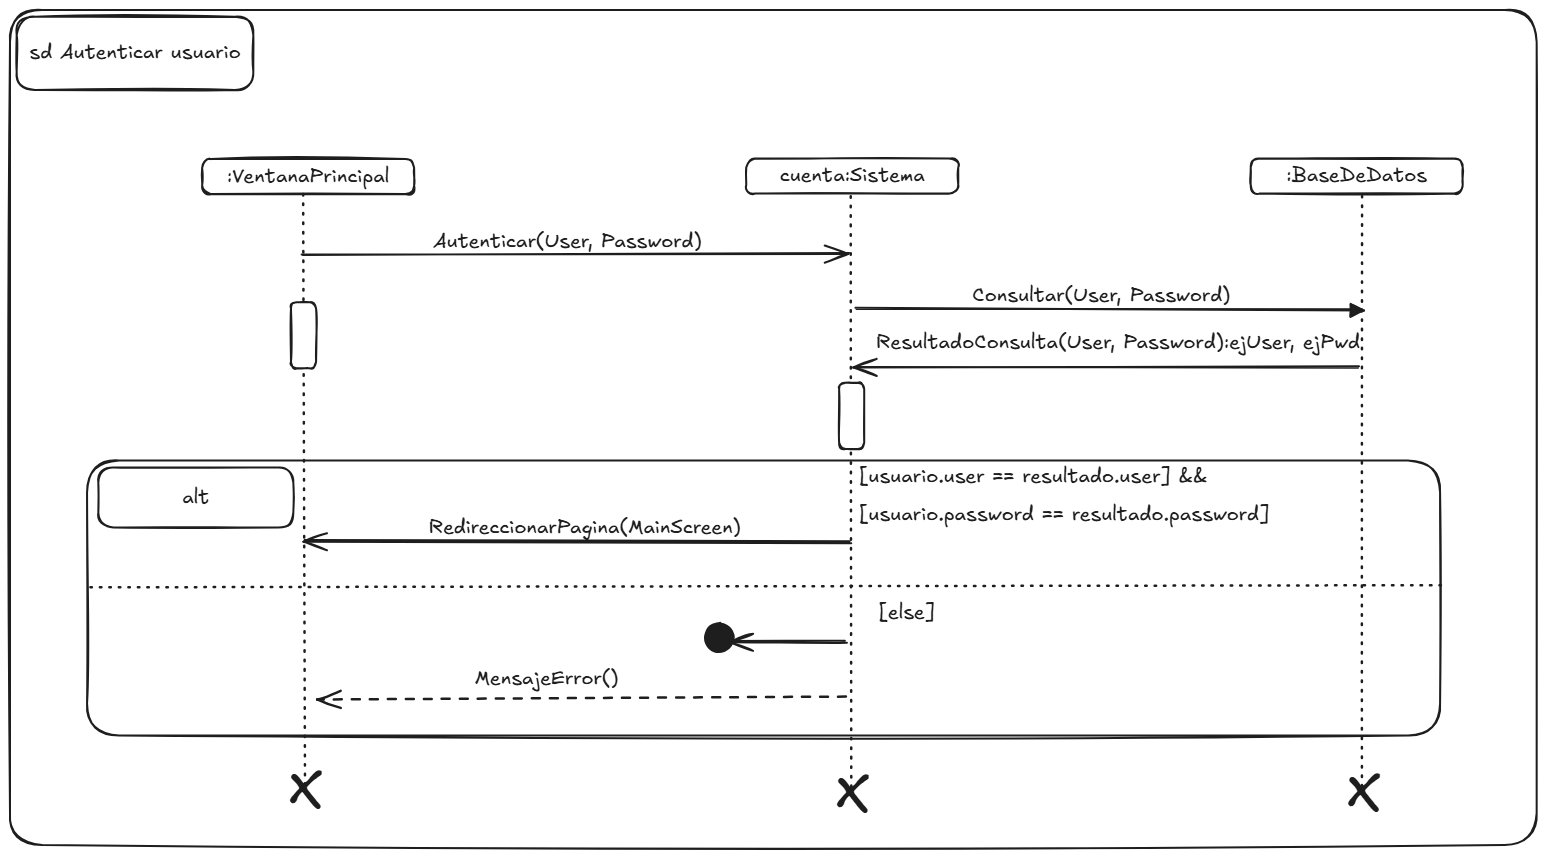 sd Autenticar usuario
:VentanaPrincipal
cuenta:Sistema
:BaseDeDatos
Autenticar(User, Password)
Consultar(User, Password)
ResultadoConsulta(User, Password):ejUser, ejPwd
alt
[usuario.user == resultado.user] &&
[usuario.password == resultado.password]
RedireccionarPagina(MainScreen)
[else]
MensajeError()